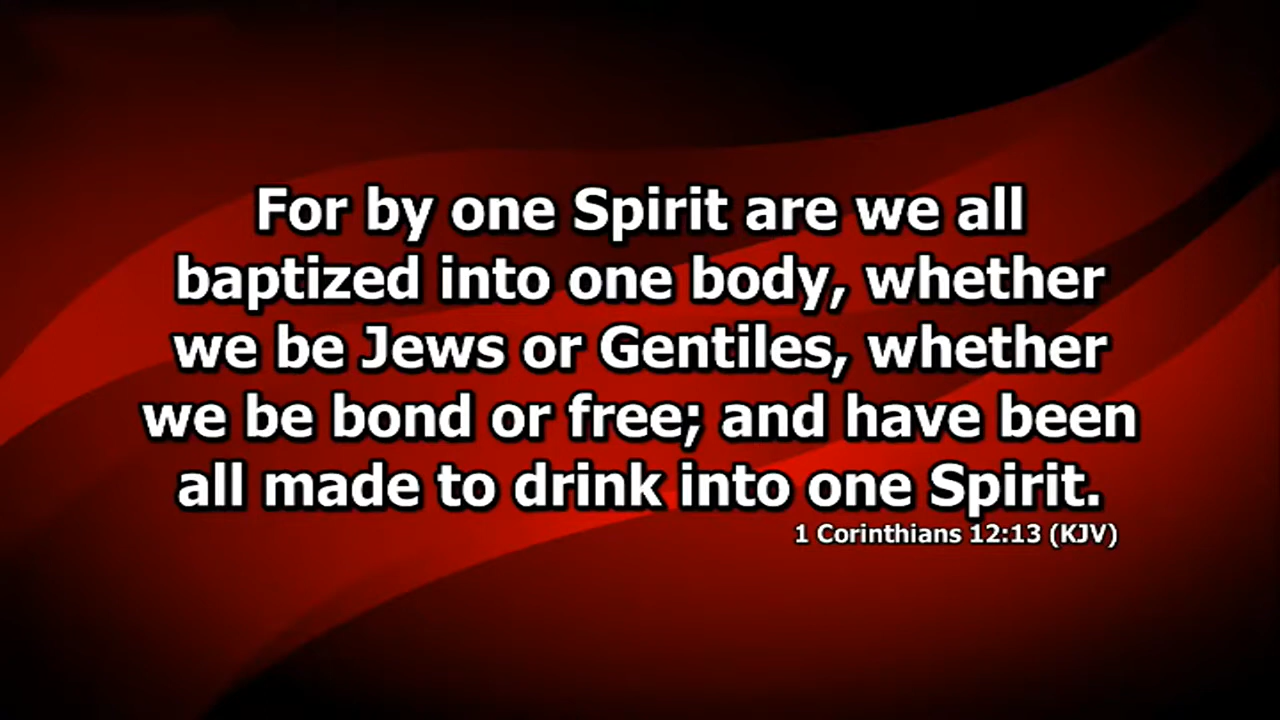 For by one Spirit are we all
baptized into one body, whether
we be Jews or Gentiles, whether
we be bond or free; and have been
all made to drink into one Spirit.
1 Corinthians 12:13 (KJV)